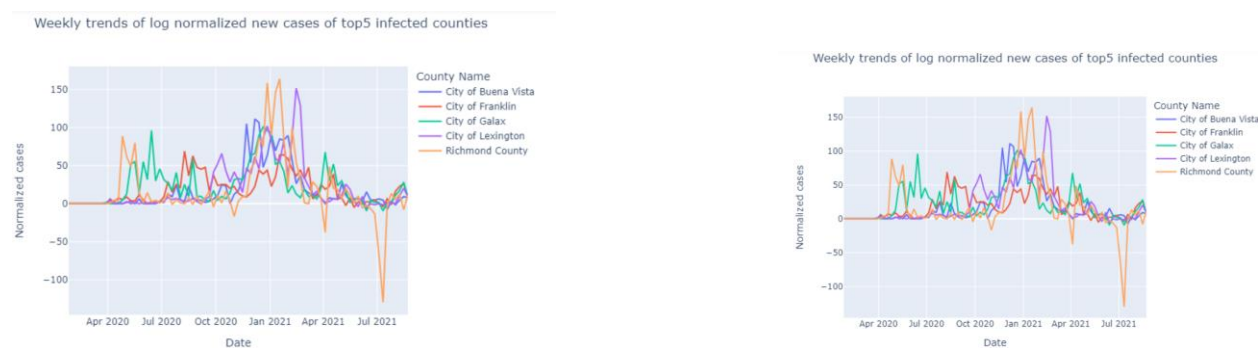 Weekly trends of log normalized new cases of top5 infected counties
150
100
50
0
−50
−100
Normalized cases
Apr 2020 Jul 2020 Oct 2020 Jan 2021 Apr 2021 Jul 2021
Date
County Name
City of Buena Vista
City of Franklin
City of Galax
City of Lexington
Richmond County
Weekly trends of log normalized new cases of top5 infected counties
150
100
50
0
−50
−100
Normalized cases
Apr 2020 Jul 2020 Oct 2020 Jan 2021 Apr 2021 Jul 2021
Date
County Name
City of Buena Vista
City of Franklin
City of Galax
City of Lexington
Richmond County